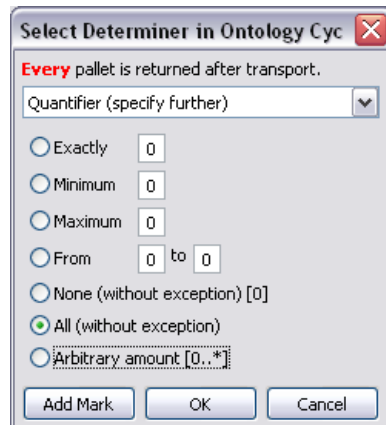 Select Determiner in Ontology Cyc
Every pallet is returned after transport.
Quantifier (specify further)
Exactly 0
Minimum 0
Maximum 0
From 0 to 0
None (without exception) [0]
All (without exception)
Arbitrary amount [0..*]
Add Mark OK Cancel